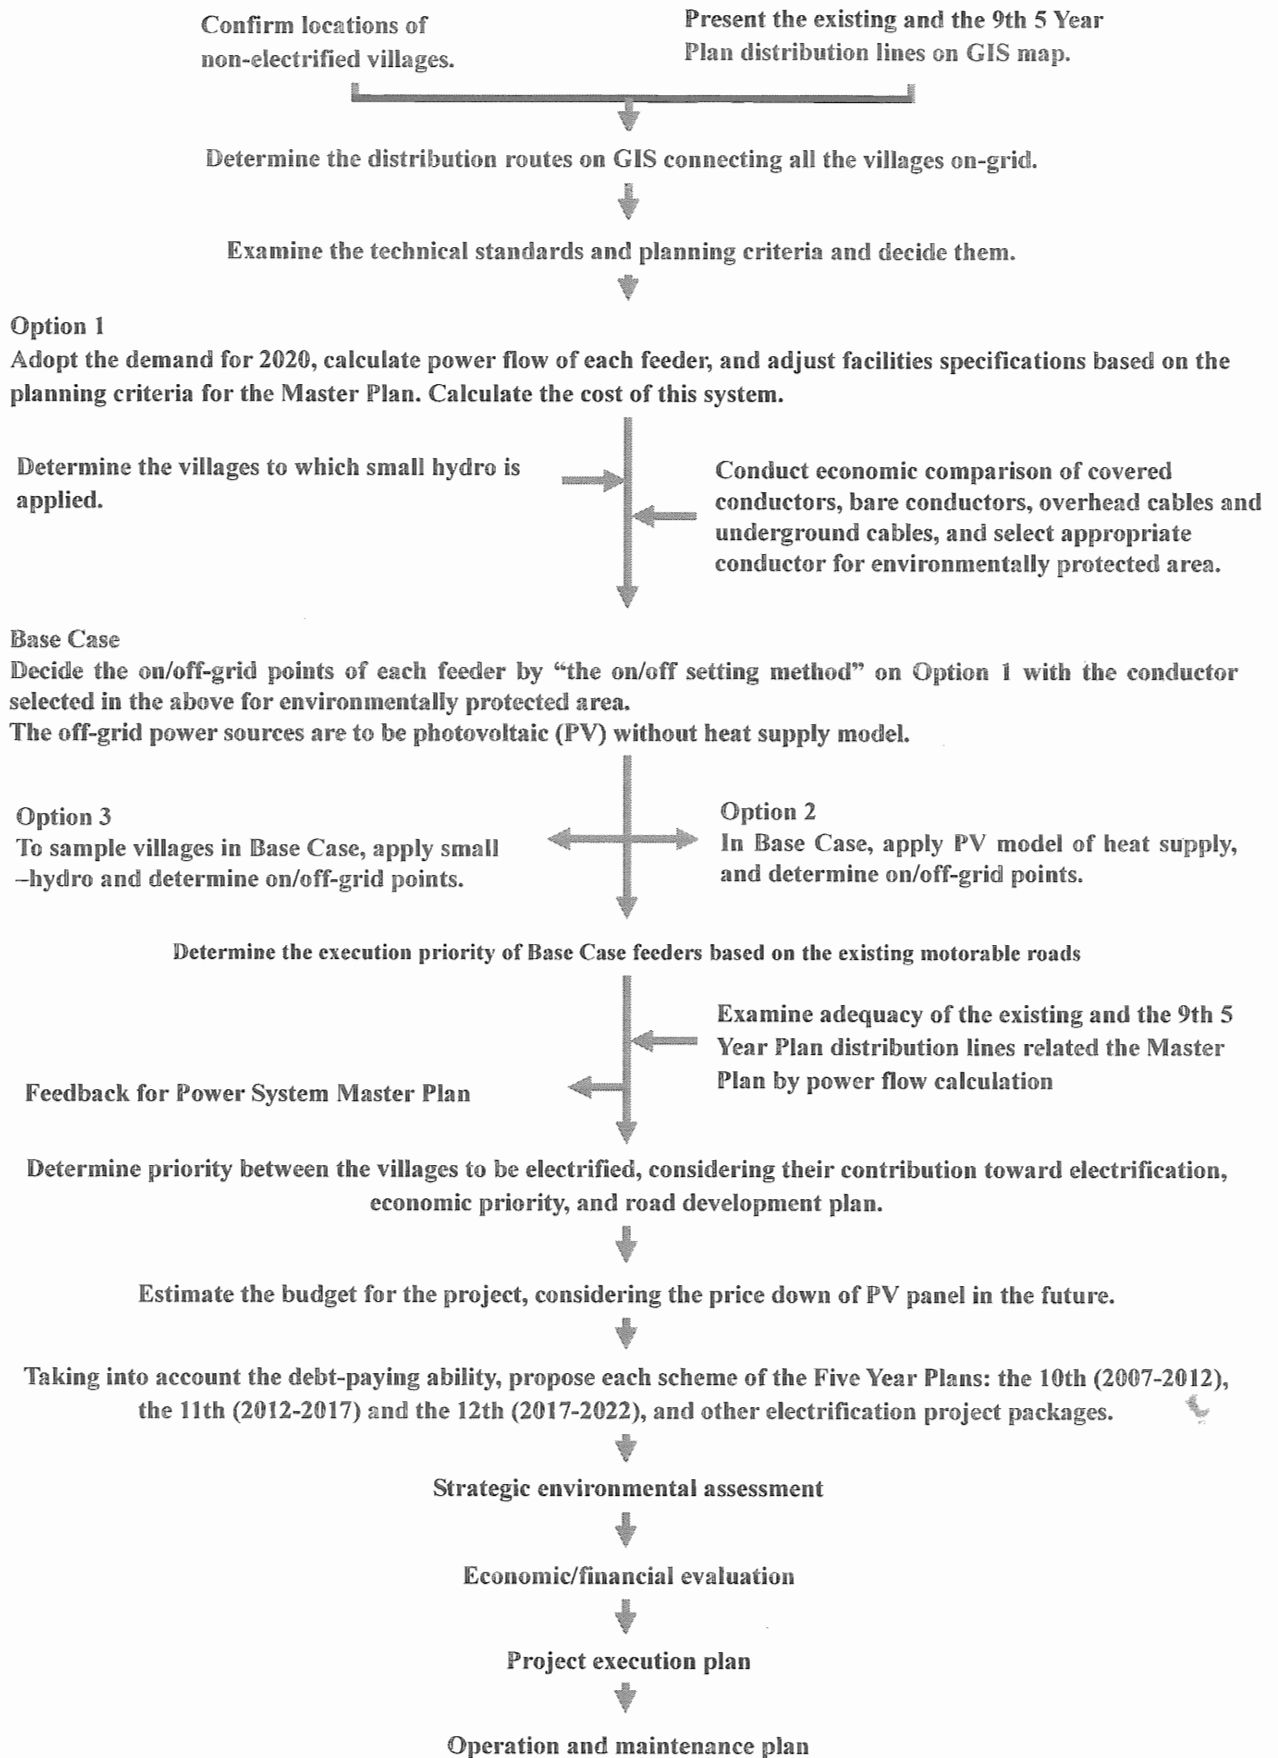 Confirm locations of
non-electrified villages.
Present the existing and the 9th 5 Year
Plan distribution lines on GIS map.
Determine the distribution routes on GIS connecting all the villages on-grid.
Examine the technical standards and planning criteria and decide them.
Option 1
Adopt the demand for 2020, calculate power flow of each feeder, and adjust facilities specifications based on the
planning criteria for the Master Plan. Calculate the cost of this system.
Determine the villages to which small hydro is
applied.
Conduct economic comparison of covered
conductors, bare conductors, overhead cables and
underground cables, and select appropriate
conductor for environmentally protected area.
Base Case
Decide the on/off-grid points of each feeder by “the on/off setting method” on Option 1 with the conductor
selected in the above for environmentally protected area.
The off-grid power sources are to be photovoltaic (PV) without heat supply model.
Option 3
To sample villages in Base Case, apply small
–hydro and determine on/off-grid points.
Option 2
In Base Case, apply PV model of heat supply,
and determine on/off-grid points.
Determine the execution priority of Base Case feeders based on the existing motorable roads
Examine adequacy of the existing and the 9th 5
Year Plan distribution lines related the Master
Plan by power flow calculation
Feedback for Power System Master Plan
Determine priority between the villages to be electrified, considering their contribution toward electrification,
economic priority, and road development plan.
Estimate the budget for the project, considering the price down of PV panel in the future.
Taking into account the debt-paying ability, propose each scheme of the Five Year Plans: the 10th (2007-2012),
the 11th (2012-2017) and the 12th (2017-2022), and other electrification project packages.
Strategic environmental assessment
Economic/financial evaluation
Project execution plan
Operation and maintenance plan